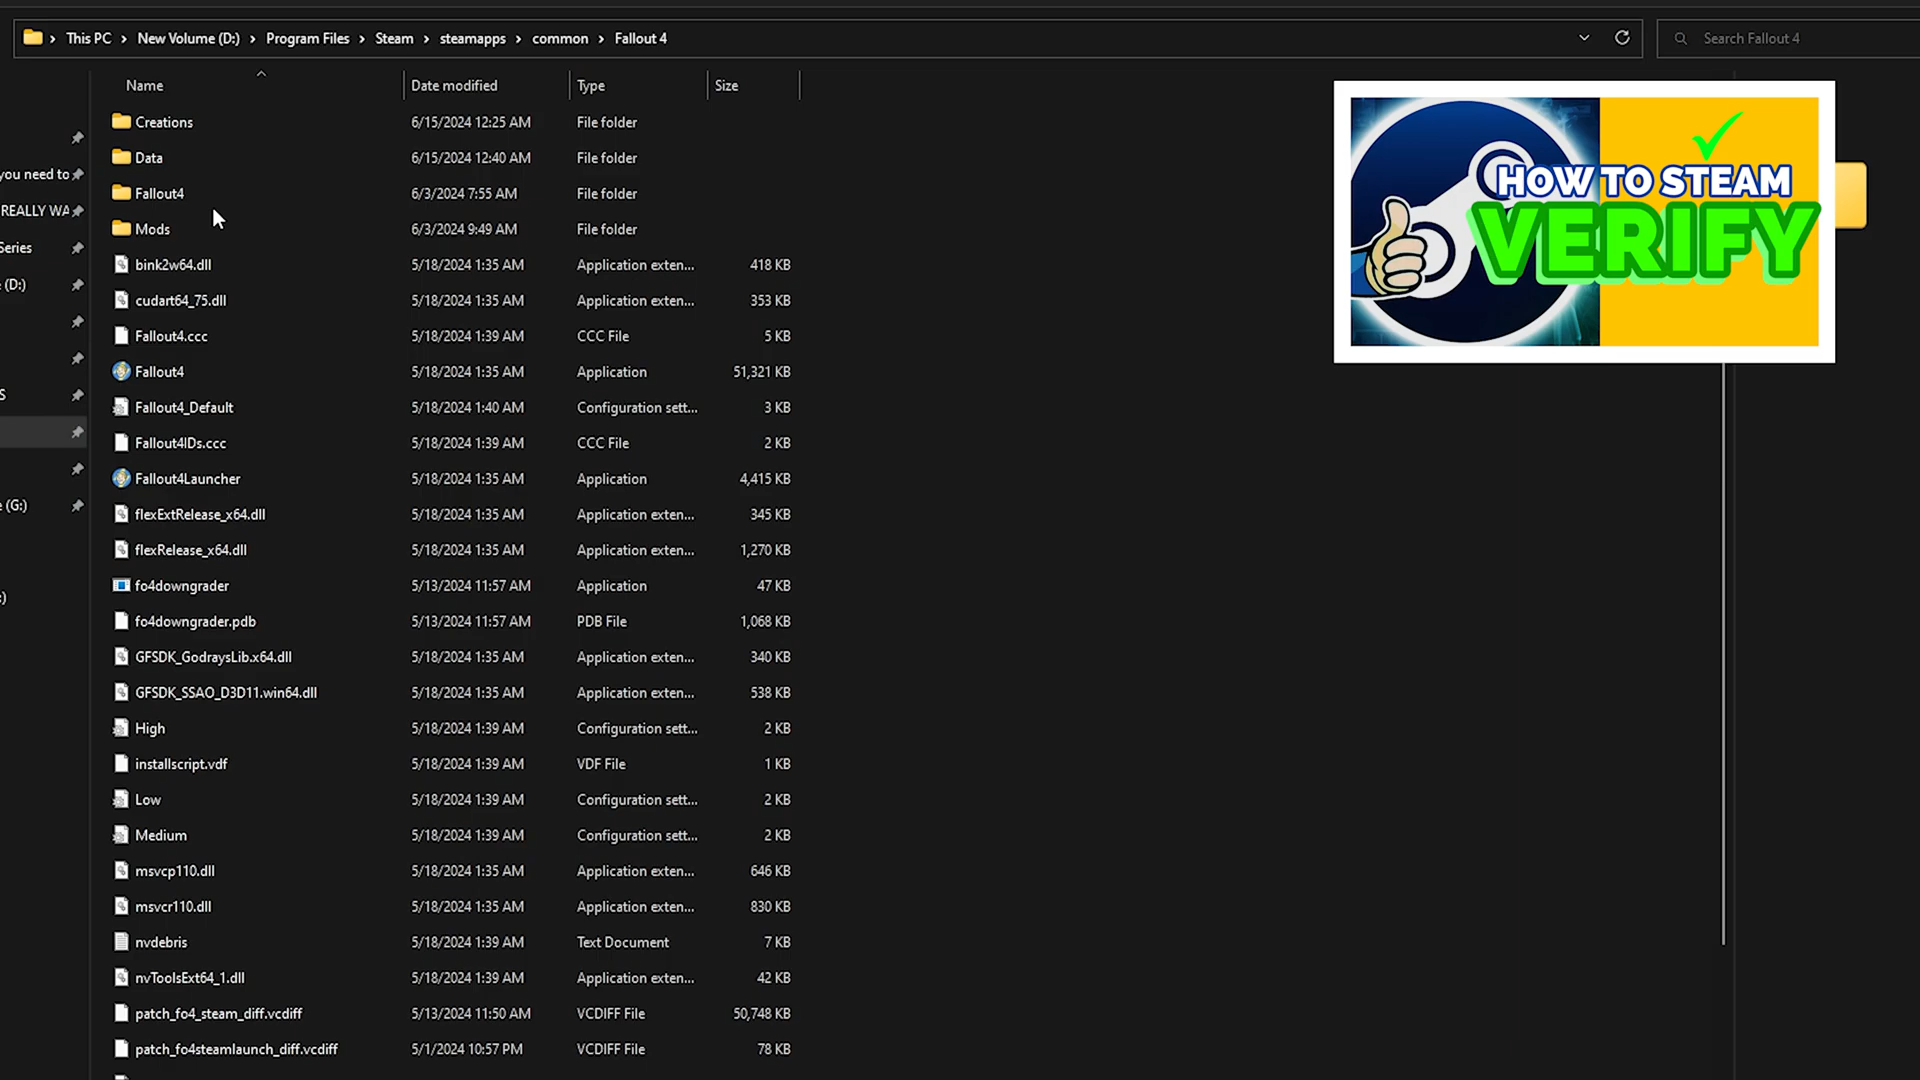 This PC > New Volume (D:) > Program Files > Steam > steamapps > common > Fallout 4
Search Fallout 4
Name Date modified Type Size
Creations 6/15/2024 12:25 AM File folder
Data 6/15/2024 12:40 AM File folder
Fallout4 6/3/2024 7:55 AM File folder
Mods 6/3/2024 9:49 AM File folder
bink2w64.dll 5/18/2024 1:35 AM Application exten... 418 KB
cudart64_75.dll 5/18/2024 1:35 AM Application exten... 353 KB
Fallout4.ccc 5/18/2024 1:39 AM CCC File 5 KB
Fallout4 5/18/2024 1:35 AM Application 51,321 KB
Fallout4_Default 5/18/2024 1:40 AM Configuration sett... 3 KB
Fallout4IDs.ccc 5/18/2024 1:39 AM CCC File 2 KB
Fallout4Launcher 5/18/2024 1:35 AM Application 4,415 KB
flexExtRelease_x64.dll 5/18/2024 1:35 AM Application exten... 345 KB
flexRelease_x64.dll 5/18/2024 1:35 AM Application exten... 1,270 KB
fo4downgrader 5/13/2024 11:57 AM Application 47 KB
fo4downgrader.pdb 5/13/2024 11:57 AM PDB File 1,068 KB
GFSDK_GodraysLib.x64.dll 5/18/2024 1:35 AM Application exten... 340 KB
GFSDK_SSAO_D3D11.win64.dll 5/18/2024 1:35 AM Application exten... 538 KB
High 5/18/2024 1:39 AM Configuration sett... 2 KB
installscript.vdf 5/18/2024 1:39 AM VDF File 1 KB
Low 5/18/2024 1:39 AM Configuration sett... 2 KB
Medium 5/18/2024 1:39 AM Configuration sett... 2 KB
msvcp110.dll 5/18/2024 1:35 AM Application exten... 646 KB
msvcr110.dll 5/18/2024 1:35 AM Application exten... 830 KB
nvdebris 5/18/2024 1:39 AM Text Document 7 KB
nvToolsExt64_1.dll 5/18/2024 1:39 AM Application exten... 42 KB
patch_fo4_steam_diff.vcdiff 5/13/2024 11:50 AM VCDIFF File 50,748 KB
patch_fo4steamlaunch_diff.vcdiff 5/1/2024 10:57 PM VCDIFF File 78 KB
you need to
REALLY WA
Series
(D:)
S
e (G:)
:)
HOW TO STEAM
VERIFY